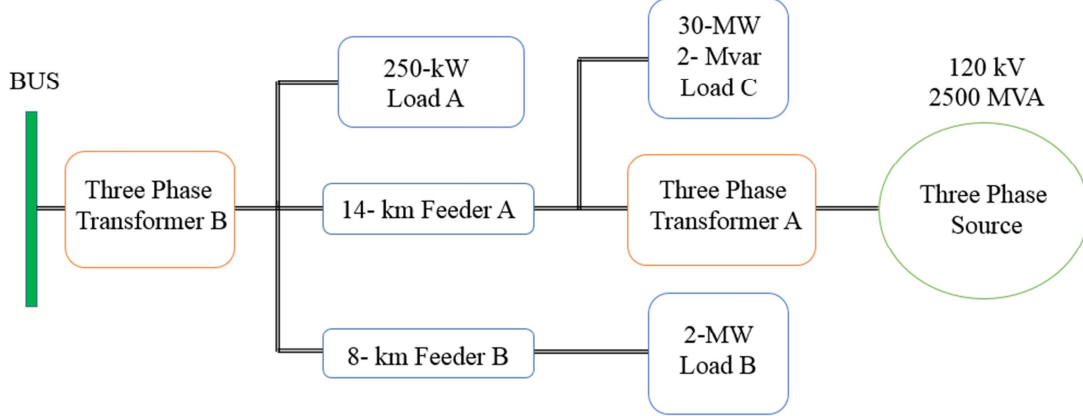 BUS
Three Phase
Transformer B
250-kW
Load A
14- km Feeder A
8- km Feeder B
30-MW
2- Mvar
Load C
Three Phase
Transformer A
2-MW
Load B
120 kV
2500 MVA
Three Phase
Source